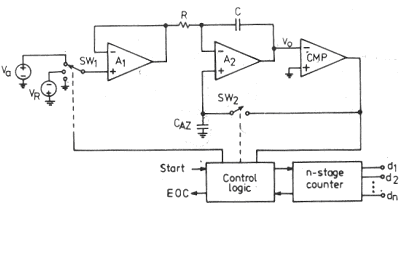 R
C
SW1
A1
A2
Vo
CMP
Va
VR
SW2
CAZ
Start
EOC
Control
logic
n-stage
counter
d1
d2
dn